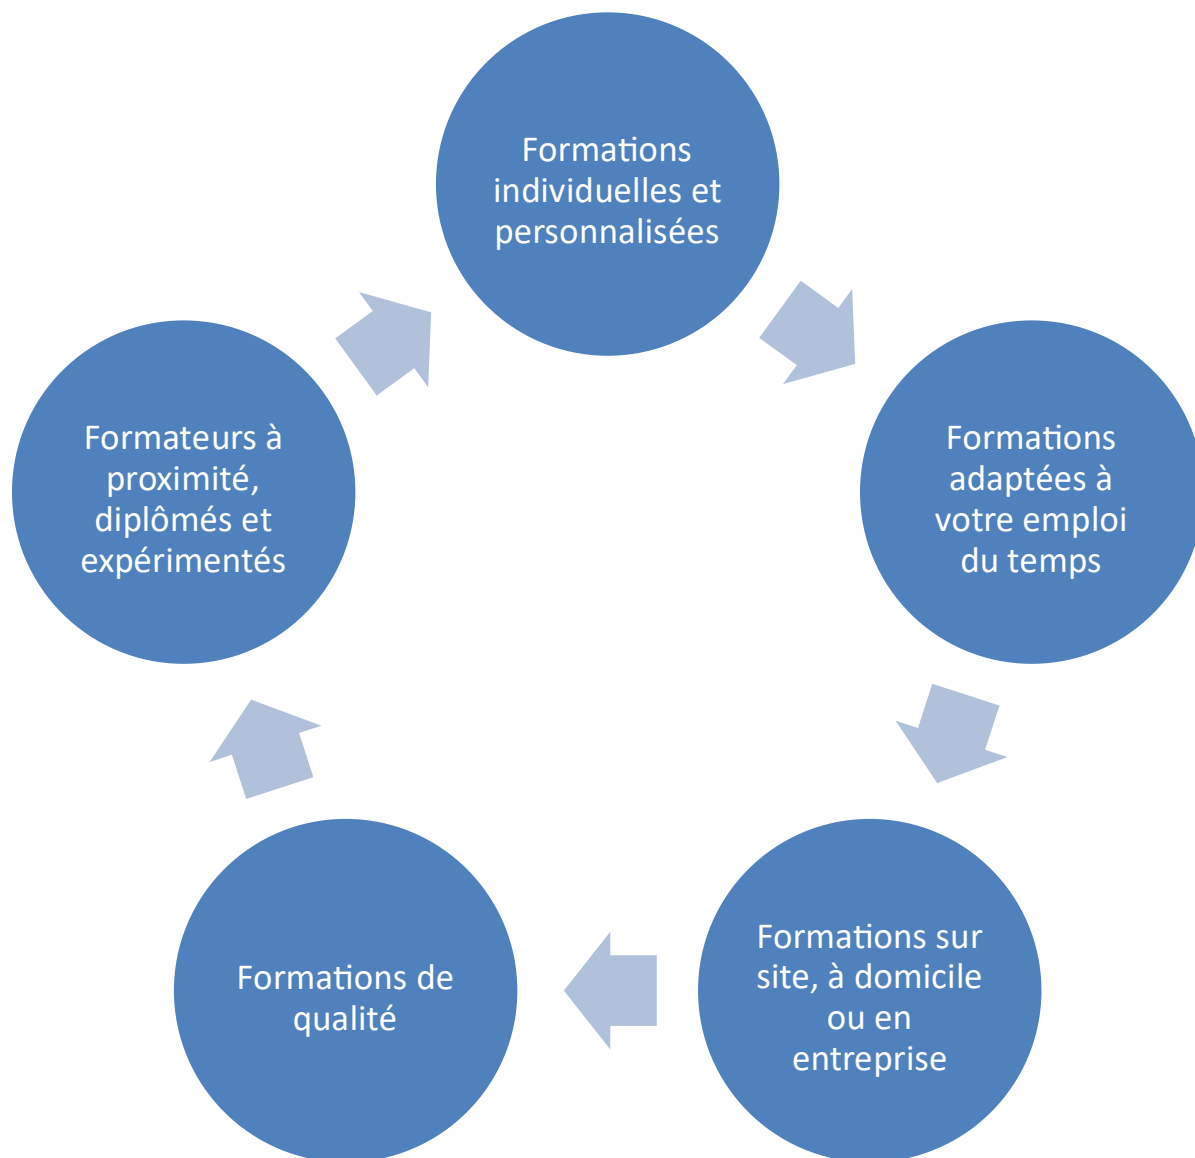 Formations
individuelles et
personnalisées
Formations
adaptées à
votre emploi
du temps
Formations sur
site, à domicile
ou en
entreprise
Formations de
qualité
Formateurs à
proximité,
diplômés et
expérimentés